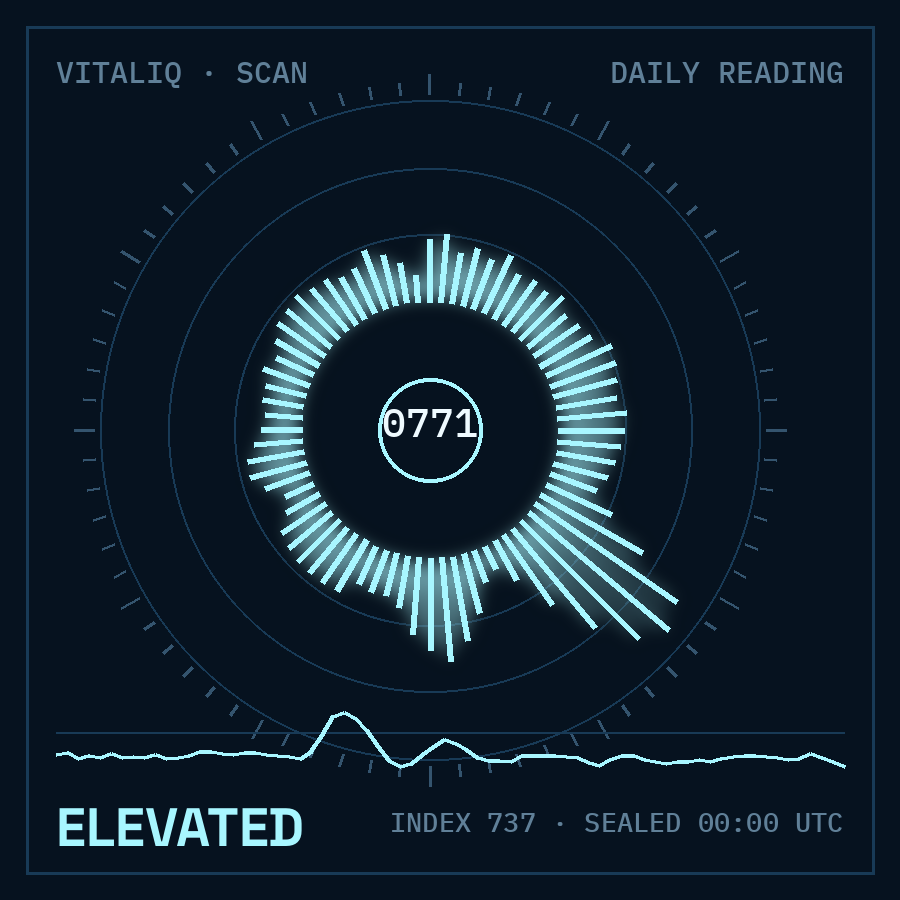 VITALIQ · SCAN
DAILY READING
0771
ELEVATED
INDEX 737 · SEALED 00:00 UTC